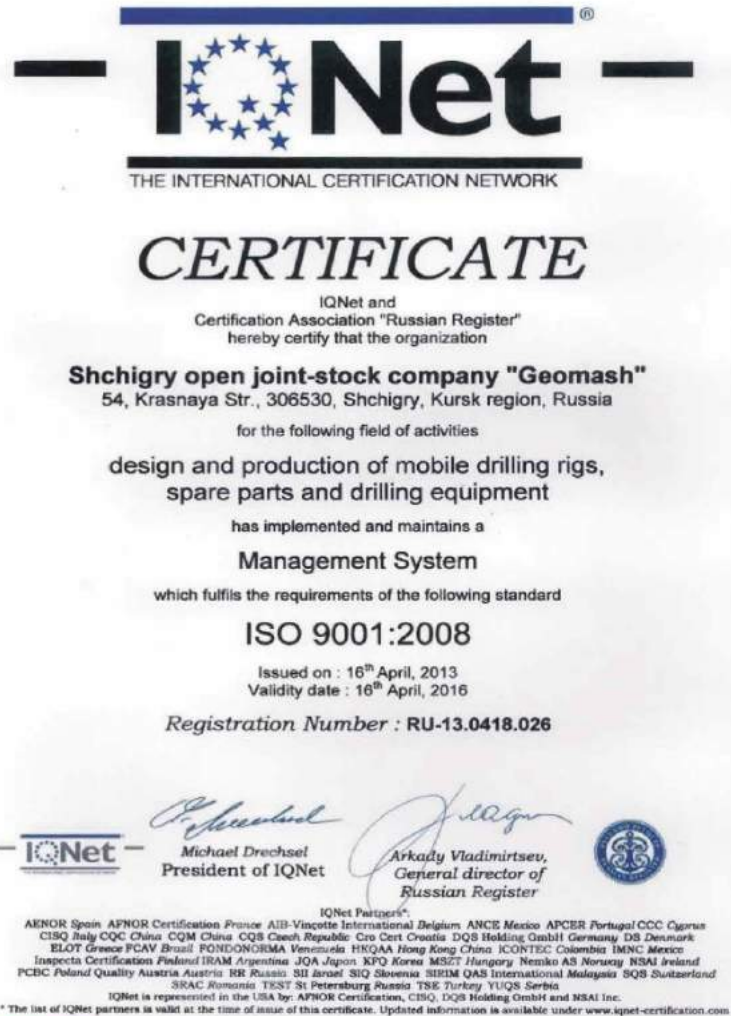 IQNet ®
THE INTERNATIONAL CERTIFICATION NETWORK
CERTIFICATE
IQNet and
Certification Association "Russian Register"
hereby certify that the organization
Shchigry open joint-stock company "Geomash"
54, Krasnaya Str., 306530, Shchigry, Kursk region, Russia
for the following field of activities
design and production of mobile drilling rigs,
spare parts and drilling equipment
has implemented and maintains a
Management System
which fulfils the requirements of the following standard
ISO 9001:2008
Issued on : 16th April, 2013
Validity date : 16th April, 2016
Registration Number : RU-13.0418.026
IQNet
Michael Drechsel
President of IQNet
Arkady Vladimirtsev,
General director of
Russian Register
IQNet Partners*:
AENOR Spain AFNOR Certification France AIB-Vinçotte International Belgium ANCE Mexico APCER Portugal CCC Cyprus
CISQ Italy CQC China CQM China CQS Czech Republic Cro Cert Croatia DQS Holding GmbH Germany DS Denmark
ELOT Greece FCAV Brazil FONDONORMA Venezuela HKQAA Hong Kong China ICONTEC Colombia IMNC Mexico
Inspecta Certification Finland IRAM Argentina JQA Japan KFQ Korea MSZT Hungary Nemko AS Norway NSAI Ireland
PCBC Poland Quality Austria Austria RR Russia SII Israel SIQ Slovenia SIRIM QAS International Malaysia SQS Switzerland
SRAC Romania TEST St Petersburg Russia TSE Turkey YUQS Serbia
IQNet is represented in the USA by: AFNOR Certification, CISQ, DQS Holding GmbH and NSAI Inc.
* The list of IQNet partners is valid at the time of issue of this certificate. Updated information is available under www.iqnet-certification.com